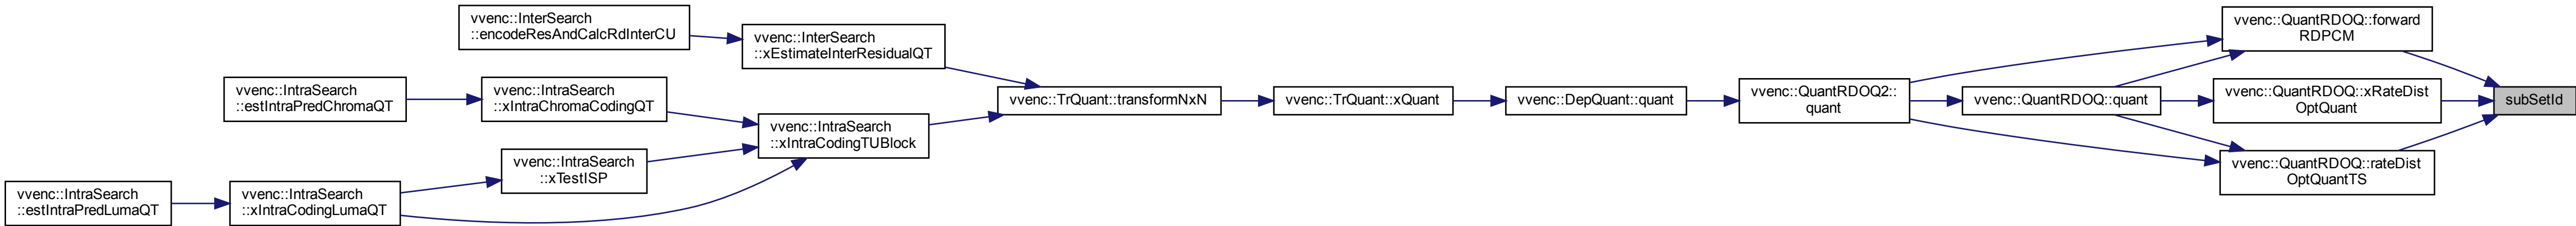 vvenc::InterSearch
::encodeResAndCalcRdInterCU
vvenc::InterSearch
::xEstimateInterResidualQT
vvenc::IntraSearch
::estIntraPredChromaQT
vvenc::IntraSearch
::xIntraChromaCodingQT
vvenc::TrQuant::transformNxN
vvenc::TrQuant::xQuant
vvenc::DepQuant::quant
vvenc::QuantRDOQ2::
quant
vvenc::QuantRDOQ::quant
vvenc::QuantRDOQ::forward
RDPCM
vvenc::QuantRDOQ::xRateDist
OptQuant
subSetId
vvenc::IntraSearch
::xIntraCodingTUBlock
vvenc::IntraSearch
::xTestISP
vvenc::QuantRDOQ::rateDist
OptQuantTS
vvenc::IntraSearch
::estIntraPredLumaQT
vvenc::IntraSearch
::xIntraCodingLumaQT